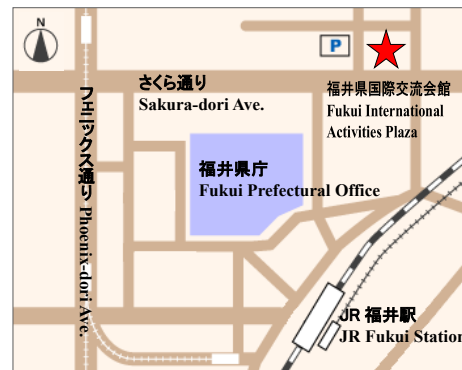 N
P
さくら通り
Sakura-dori Ave.
福井県国際交流会館
Fukui International
Activities Plaza
フェニックス通り Phoenix-dori Ave.
福井県庁
Fukui Prefectural Office
JR 福井駅
JR Fukui Station